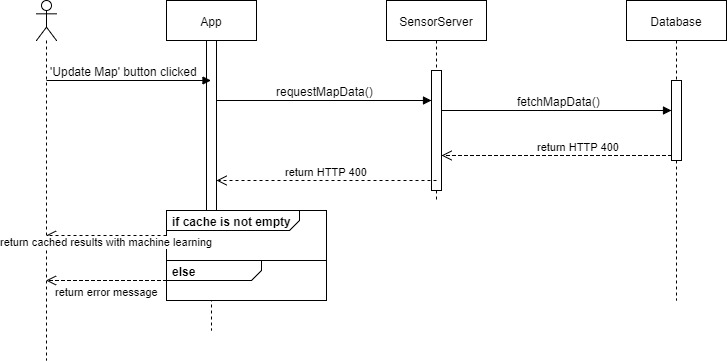 App
SensorServer
Database
'Update Map' button clicked
requestMapData()
fetchMapData()
return HTTP 400
return HTTP 400
if cache is not empty
return cached results with machine learning
else
return error message